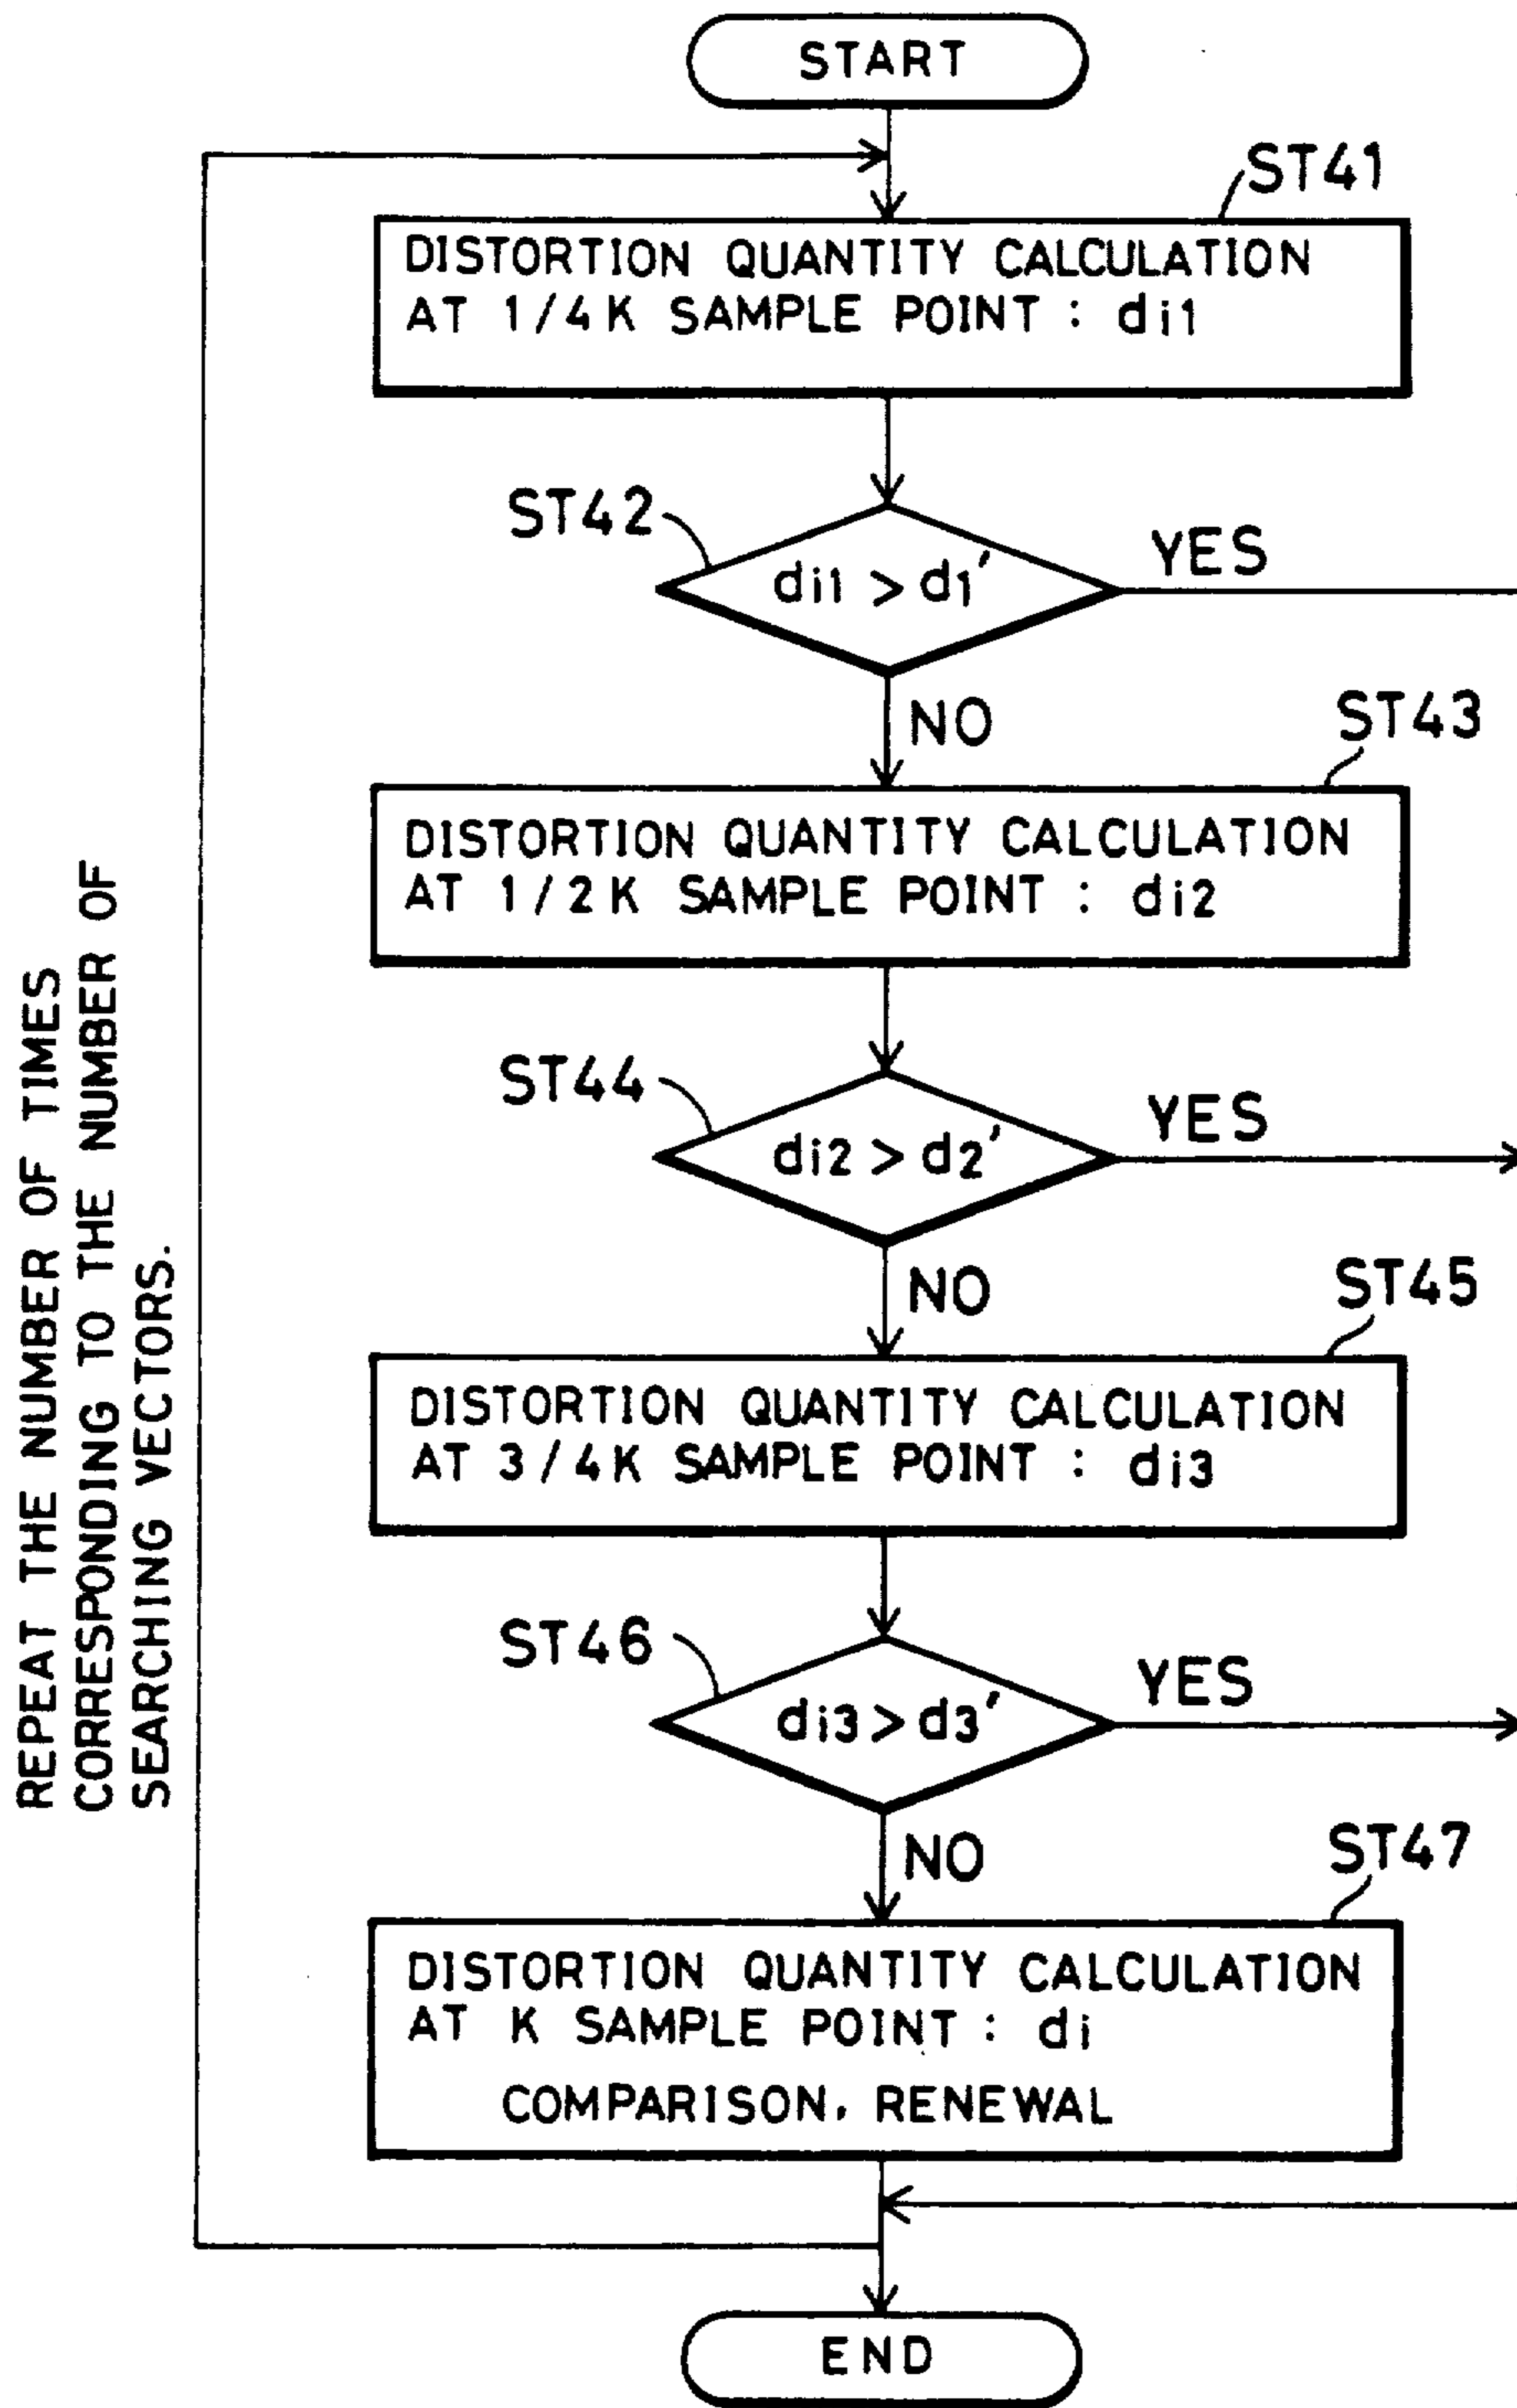 START
ST41
DISTORTION QUANTITY CALCULATION
AT 1/4K SAMPLE POINT : di1
ST42
di1 > d1'
YES
NO
ST43
DISTORTION QUANTITY CALCULATION
AT 1/2K SAMPLE POINT : di2
ST44
di2 > d2'
YES
NO
ST45
DISTORTION QUANTITY CALCULATION
AT 3/4K SAMPLE POINT : di3
ST46
di3 > d3'
YES
NO
ST47
DISTORTION QUANTITY CALCULATION
AT K SAMPLE POINT : di
COMPARISON, RENEWAL
END
REPEAT THE NUMBER OF TIMES
CORRESPONDING TO THE NUMBER OF
SEARCHING VECTORS.